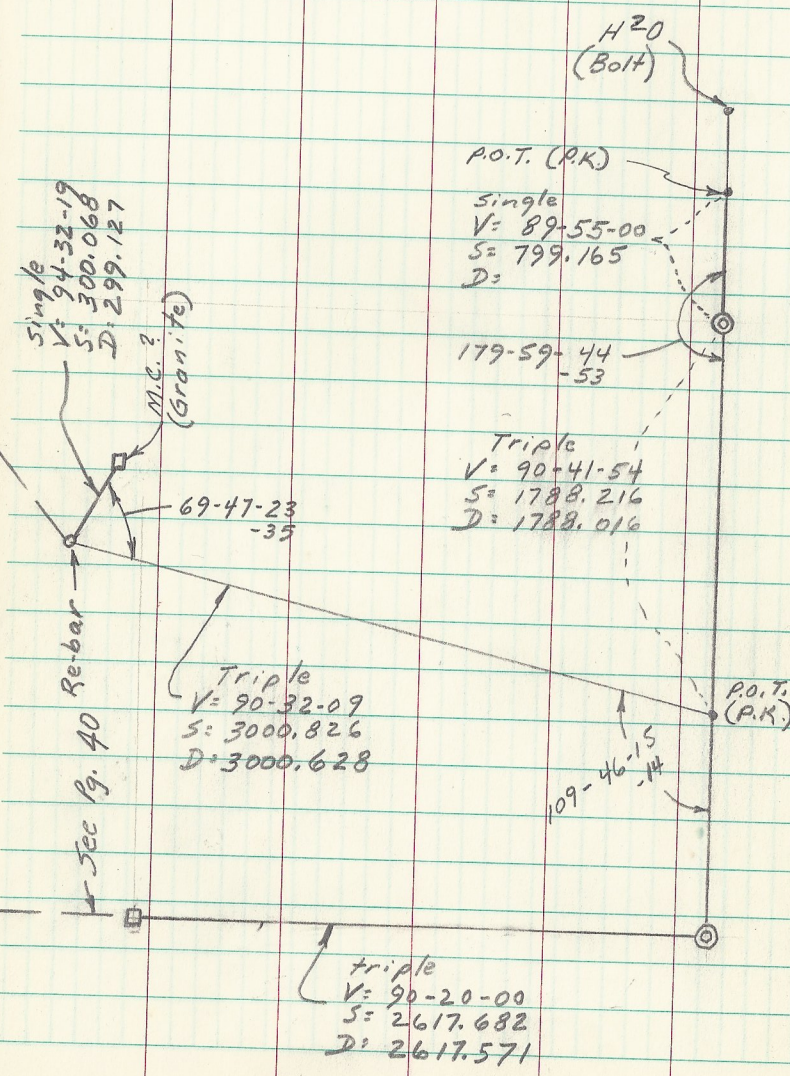 H²O
(Bolt)
P.O.T. (P.K.)
Single
V= 89-55-00
S= 799.165
D=
179-59-44
-53
Single
V= 94-32-19
S= 300.068
D= 299.127
M.C.?
(Granite)
69-47-23
-35
Triple
V= 90-41-54
S= 1788.216
D= 1788.016
Re-bar
See Pg. 40
Triple
V= 90-32-09
S= 3000.826
D= 3000.628
P.O.T.
(P.K.)
109-46-15
-14
triple
V= 90-20-00
S= 2617.682
D= 2617.571